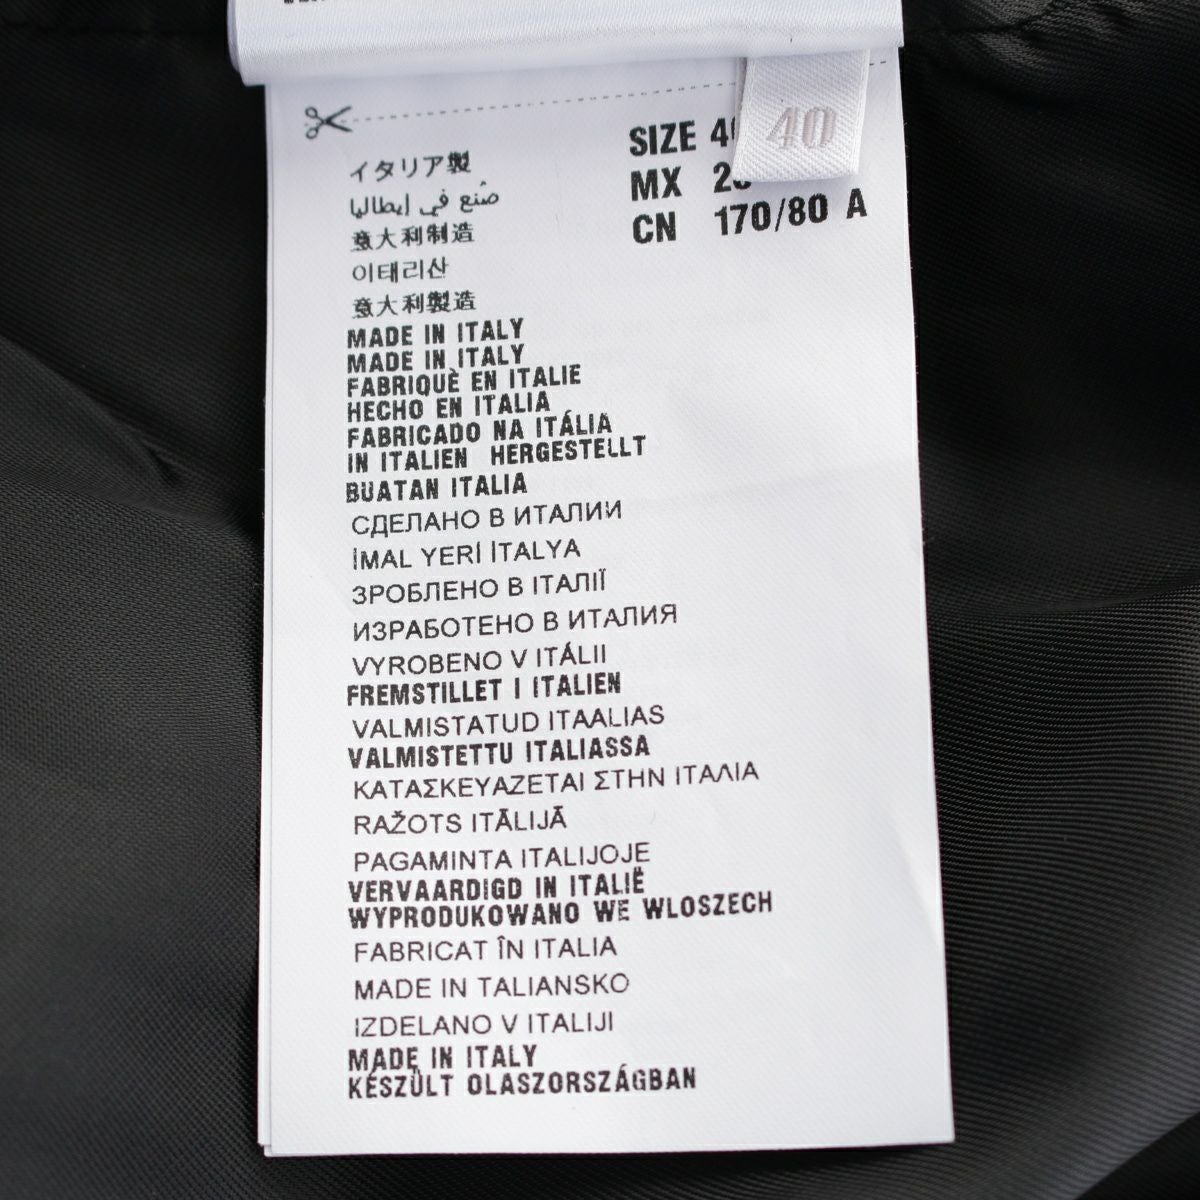 40
SIZE
MX
CN 170/80 A
イタリア製
صنع في إيطاليا
意大利制造
이태리산
意大利製造
MADE IN ITALY
MADE IN ITALY
FABRIQUÈ EN ITALIE
HECHO EN ITALIA
FABRICADO NA ITÁLIA
IN ITALIEN HERGESTELLT
BUATAN ITALIA
СДЕЛАНО В ИТАЛИИ
İMAL YERİ İTALYA
ЗРОБЛЕНО В ІТАЛІЇ
ИЗРАБОТЕНО В ИТАЛИЯ
VYROBENO V ITÁLII
FREMSTILLET I ITALIEN
VALMISTATUD ITAALIAS
VALMISTETTU ITALIASSA
ΚΑΤΑΣΚΕΥΑΖΕΤΑΙ ΣΤΗΝ ΙΤΑΛΙΑ
RAŽOTS ITĀLIJĀ
PAGAMINTA ITALIJOJE
VERVAARDIGD IN ITALIË
WYPRODUKOWANO WE WLOSZECH
FABRICAT ÎN ITALIA
MADE IN TALIANSKO
IZDELANO V ITALIJI
MADE IN ITALY
KÉSZÜLT OLASZORSZÁGBAN